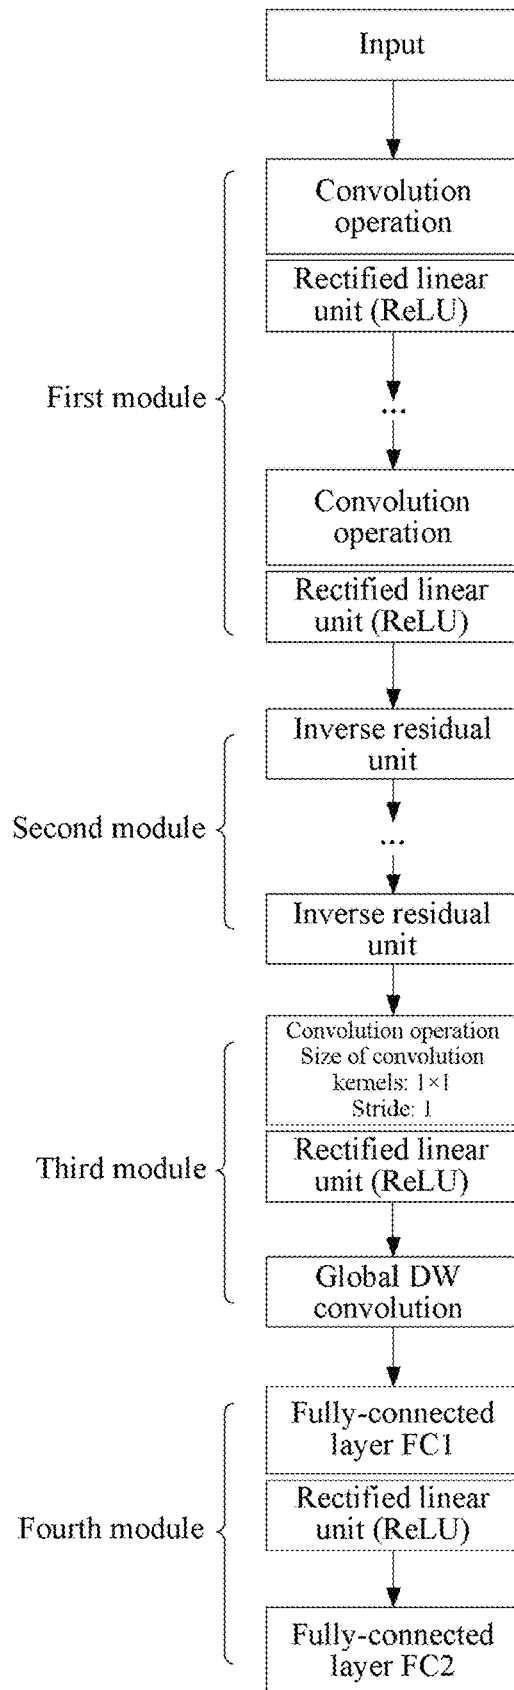 Input
Convolution
operation
Rectified linear
unit (ReLU)
First module
...
Convolution
operation
Rectified linear
unit (ReLU)
Inverse residual
unit
Second module
...
Inverse residual
unit
Convolution operation
Size of convolution
kernels: 1×1
Stride: 1
Third module
Rectified linear
unit (ReLU)
Global DW
convolution
Fully-connected
layer FC1
Fourth module
Rectified linear
unit (ReLU)
Fully-connected
layer FC2